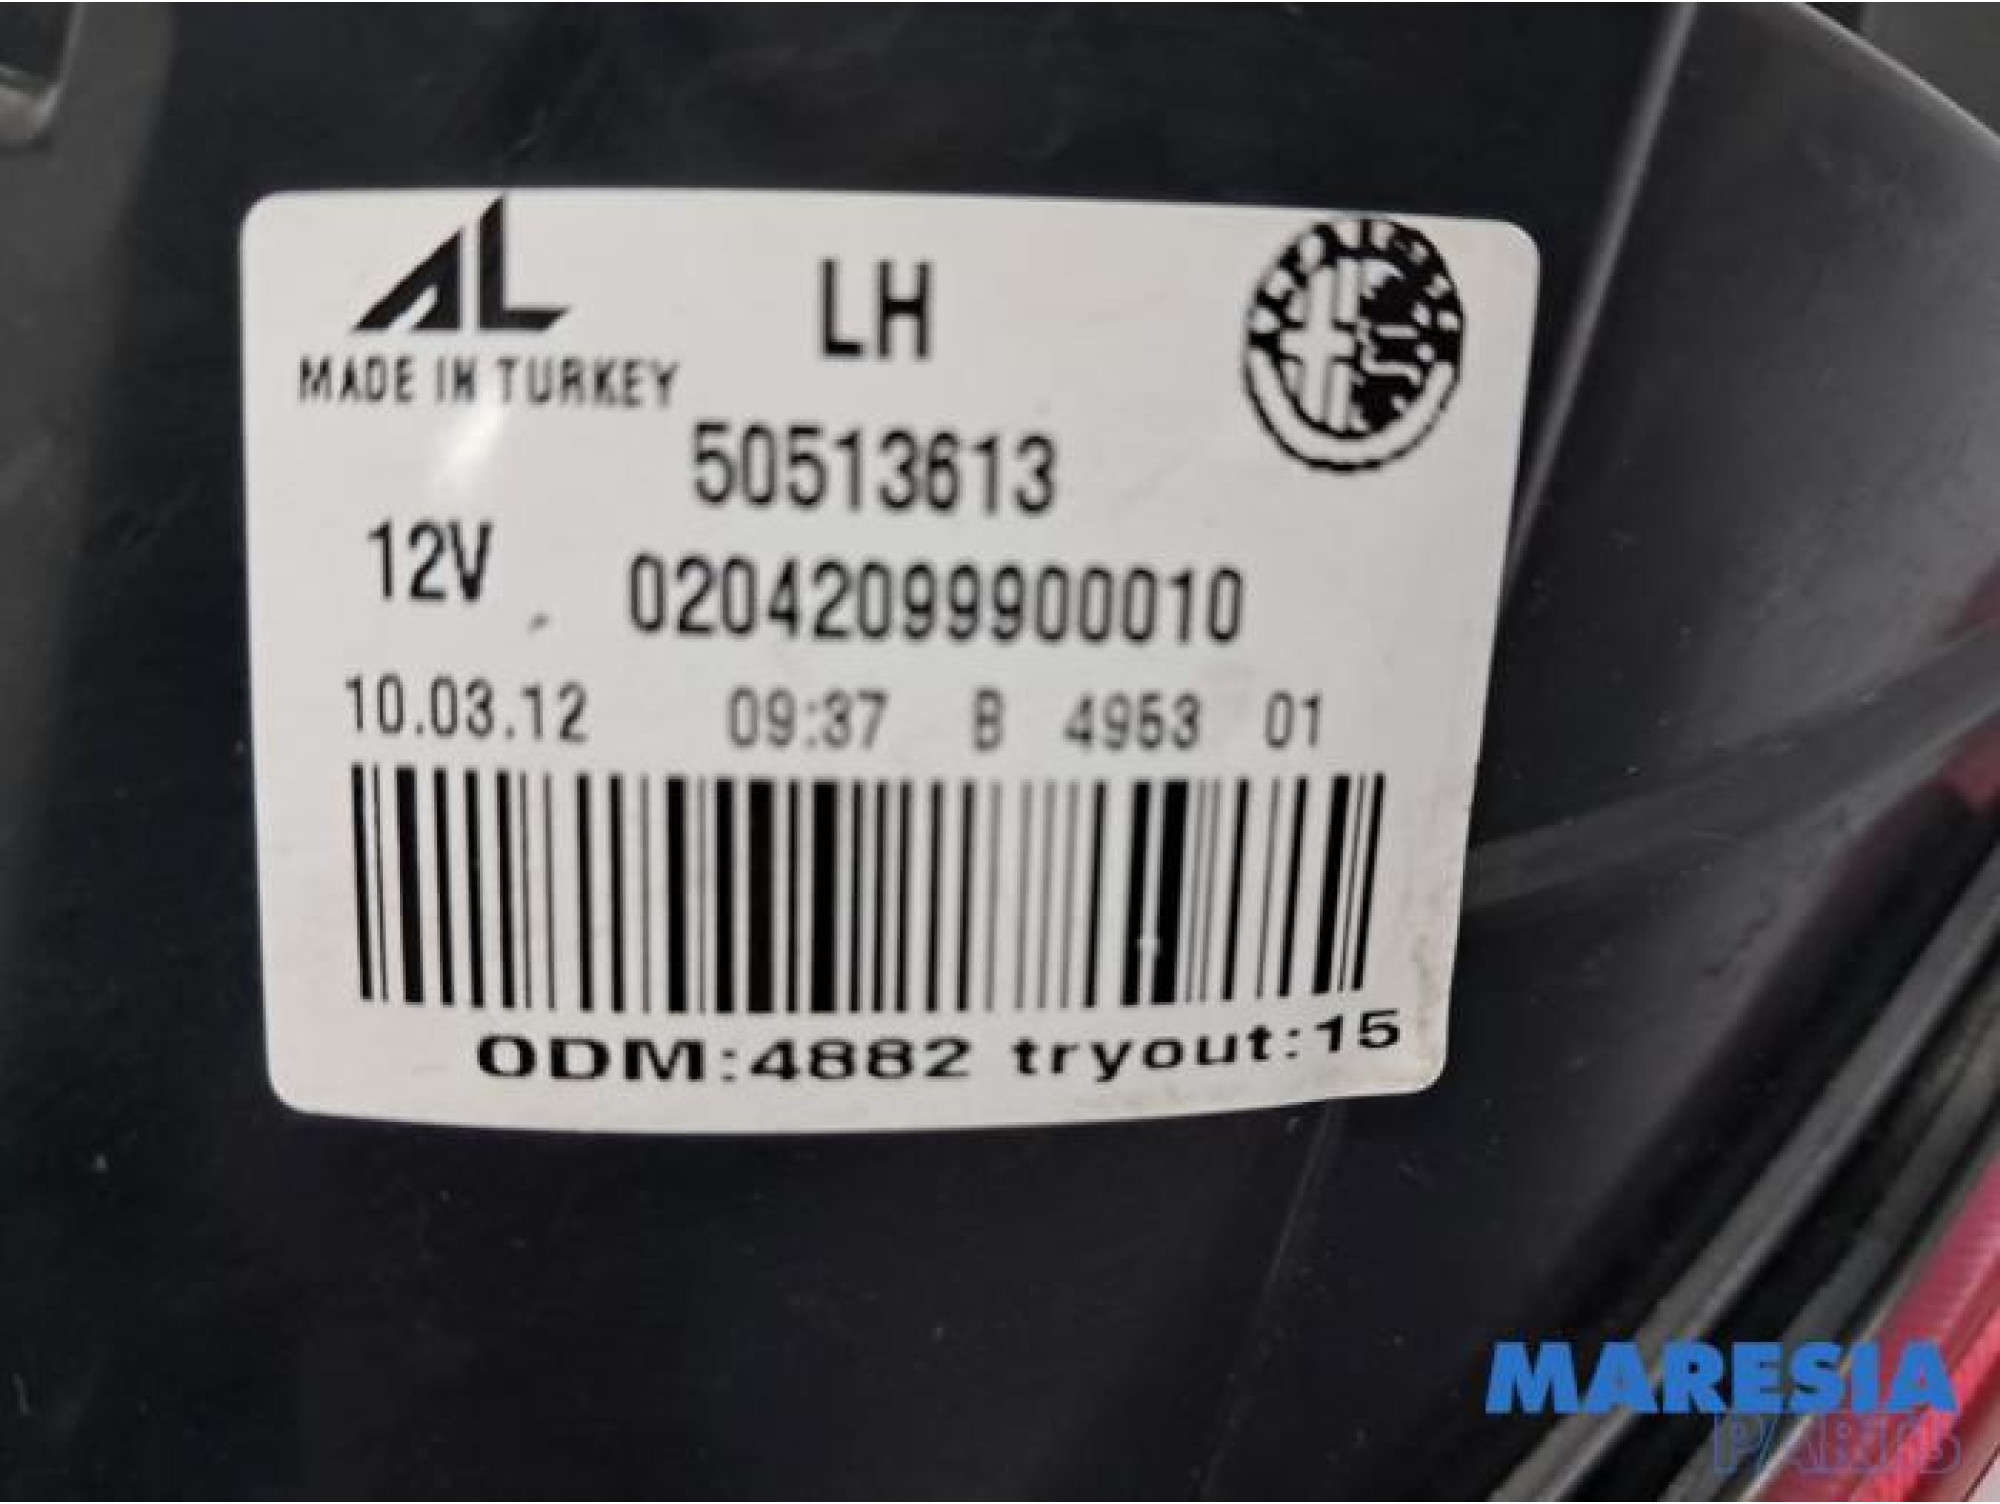 AL
LH
MADE IN TURKEY
50513613
12V
02042099900010
10.03.12 09:37 B 4953 01
ODM:4882 tryout:15
MARESIA
PARTS